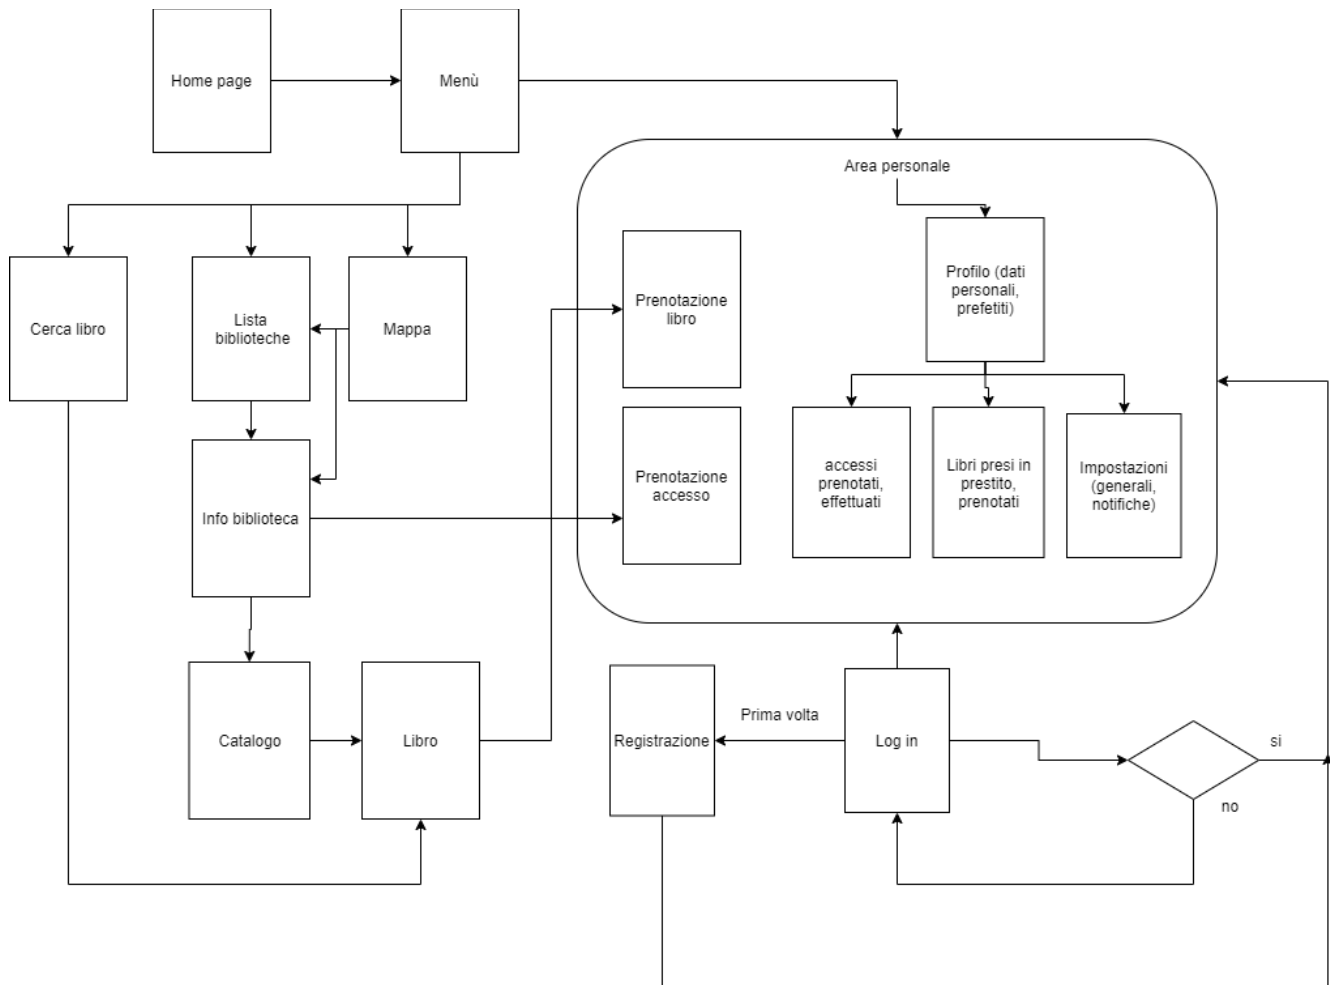 Home page
Menù
Area personale
Profilo (dati
personali,
prefetiti)
Prenotazione
libro
Cerca libro
Lista
biblioteche
Mappa
accessi
prenotati,
effettuati
Libri presi in
prestito,
prenotati
Impostazioni
(generali,
notifiche)
Prenotazione
accesso
Info biblioteca
Catalogo
Libro
Registrazione
Prima volta
Log in
si
no